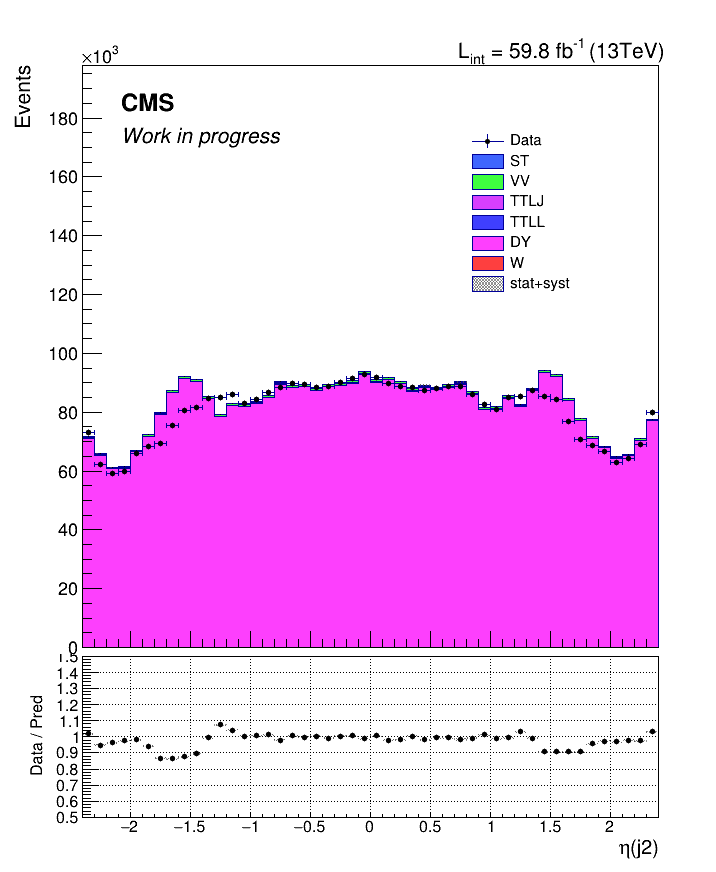 ×10³
L_int = 59.8 fb⁻¹ (13TeV)
Events
CMS
Work in progress
Data
ST
VV
TTLJ
TTLL
DY
W
stat+syst
180
160
140
120
100
80
60
40
20
0
Data / Pred
1.5
1.4
1.3
1.2
1.1
1
0.9
0.8
0.7
0.6
0.5
−2 −1.5 −1 −0.5 0 0.5 1 1.5 2
η(j2)